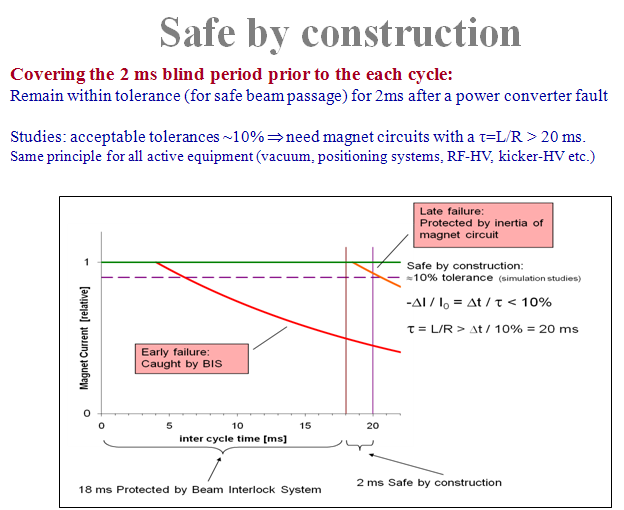 Safe by construction
Covering the 2 ms blind period prior to the each cycle:
Remain within tolerance (for safe beam passage) for 2ms after a power converter fault
Studies: acceptable tolerances ~10% ⇒ need magnet circuits with a τ=L/R > 20 ms.
Same principle for all active equipment (vacuum, positioning systems, RF-HV, kicker-HV etc.)
Late failure:
Protected by inertia of
magnet circuit
Safe by construction:
≈10% tolerance (simulation studies)
-ΔI / I₀ = Δt / τ < 10%
τ = L/R > Δt / 10% = 20 ms
Magnet Current [relative]
1
0
Early failure:
Caught by BIS
0 5 10 15 20
inter cycle time [ms]
18 ms Protected by Beam Interlock System
2 ms Safe by construction